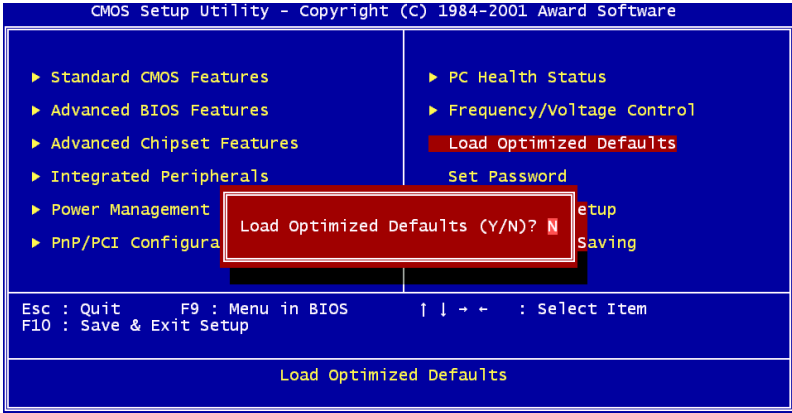 CMOS Setup Utility - Copyright (C) 1984-2001 Award Software
▶ Standard CMOS Features
▶ Advanced BIOS Features
▶ Advanced Chipset Features
▶ Integrated Peripherals
▶ Power Management
▶ PnP/PCI Configura
▶ PC Health Status
▶ Frequency/Voltage Control
Load Optimized Defaults
Set Password
etup
Saving
Load Optimized Defaults (Y/N)? N
Esc : Quit F9 : Menu in BIOS ↑ ↓ → ← : Select Item
F10 : Save & Exit Setup
Load Optimized Defaults